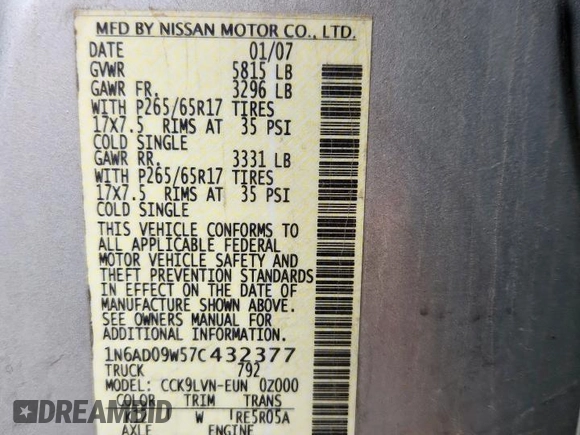 MFD BY NISSAN MOTOR CO., LTD.
DATE 01/07
GVWR 5815 LB
GAWR FR. 3296 LB
WITH P265/65R17 TIRES
17X7.5 RIMS AT 35 PSI
COLD SINGLE
GAWR RR. 3331 LB
WITH P265/65R17 TIRES
17X7.5 RIMS AT 35 PSI
COLD SINGLE
THIS VEHICLE CONFORMS TO
ALL APPLICABLE FEDERAL
MOTOR VEHICLE SAFETY AND
THEFT PREVENTION STANDARDS
IN EFFECT ON THE DATE OF
MANUFACTURE SHOWN ABOVE.
SEE OWNERS MANUAL FOR
ADDITIONAL INFORMATION.
1N6AD09W57C432377
TRUCK 792
MODEL: CCK9LVN-EUN 0Z000
COLOR TRIM TRANS
W RE5R05A
AXLE ENGINE
DREAMBID